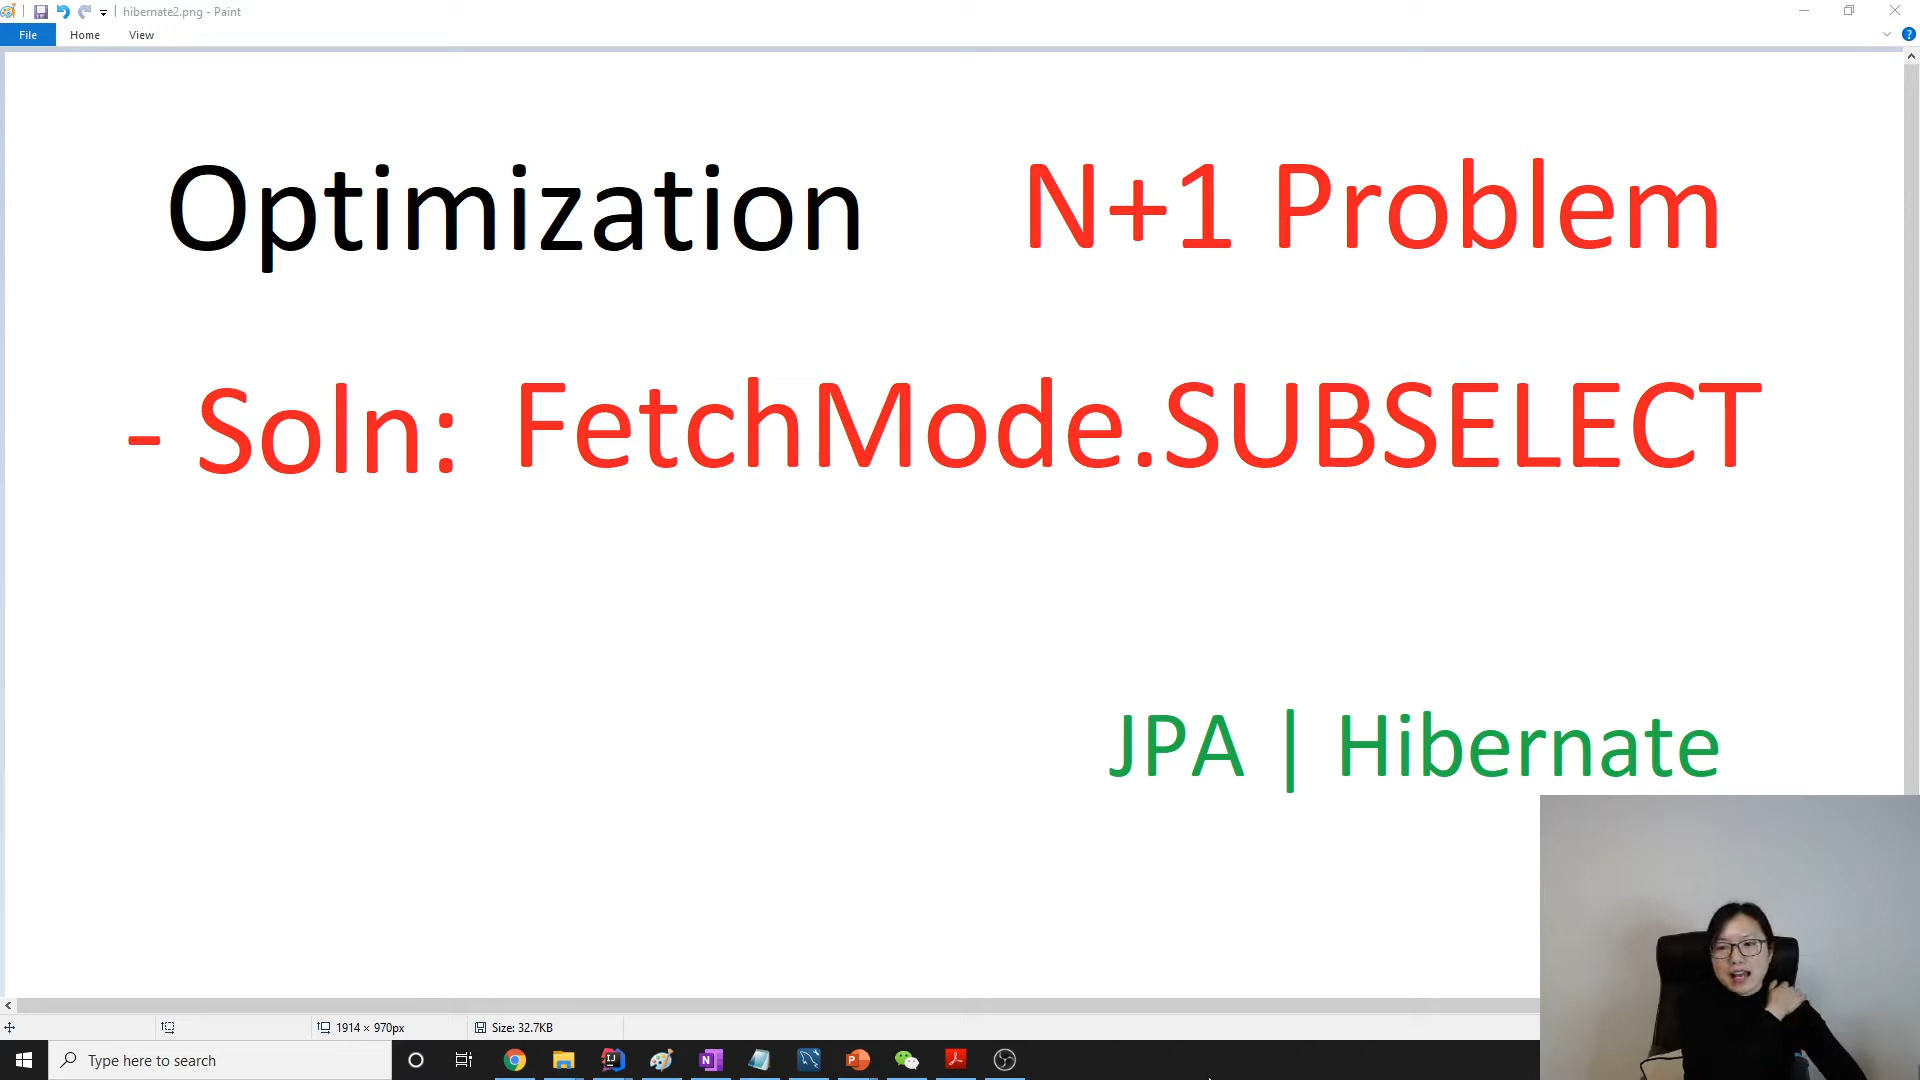 hibernate2.png - Paint
File Home View
Optimization N+1 Problem
- Soln: FetchMode.SUBSELECT
JPA | Hibernate
1914 × 970px Size: 32.7KB
Type here to search